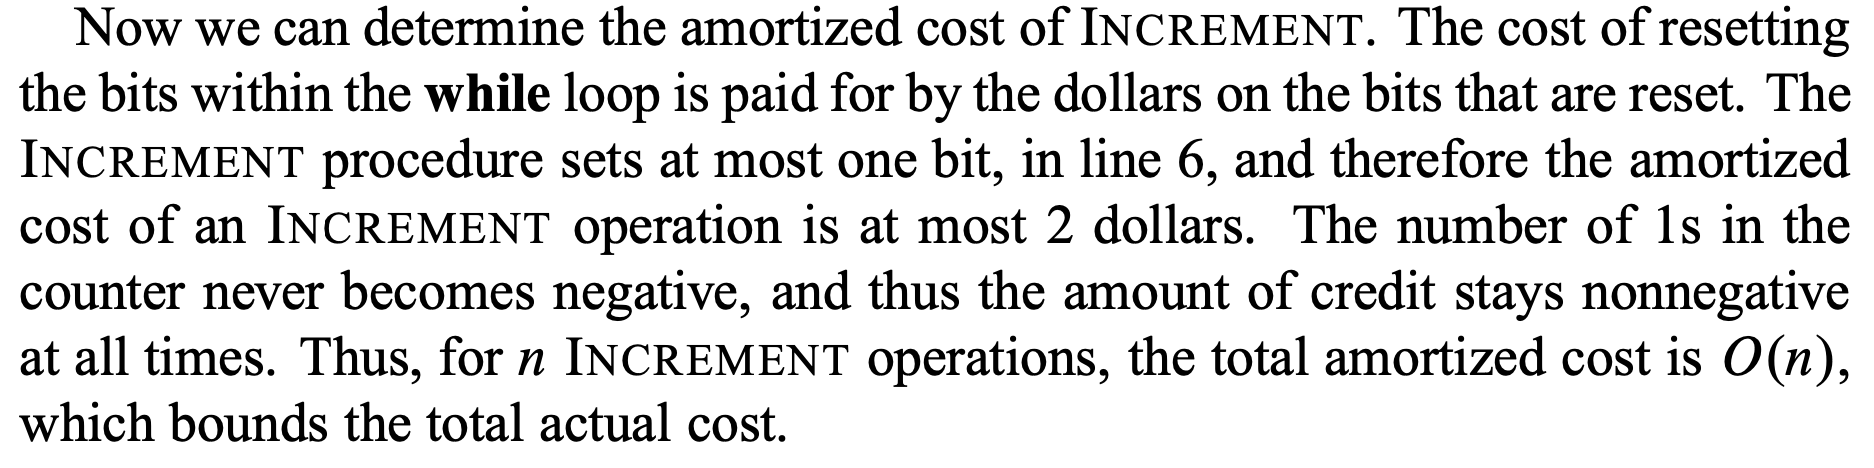 Now we can determine the amortized cost of INCREMENT. The cost of resetting
the bits within the while loop is paid for by the dollars on the bits that are reset. The
INCREMENT procedure sets at most one bit, in line 6, and therefore the amortized
cost of an INCREMENT operation is at most 2 dollars. The number of 1s in the
counter never becomes negative, and thus the amount of credit stays nonnegative
at all times. Thus, for n INCREMENT operations, the total amortized cost is O(n),
which bounds the total actual cost.